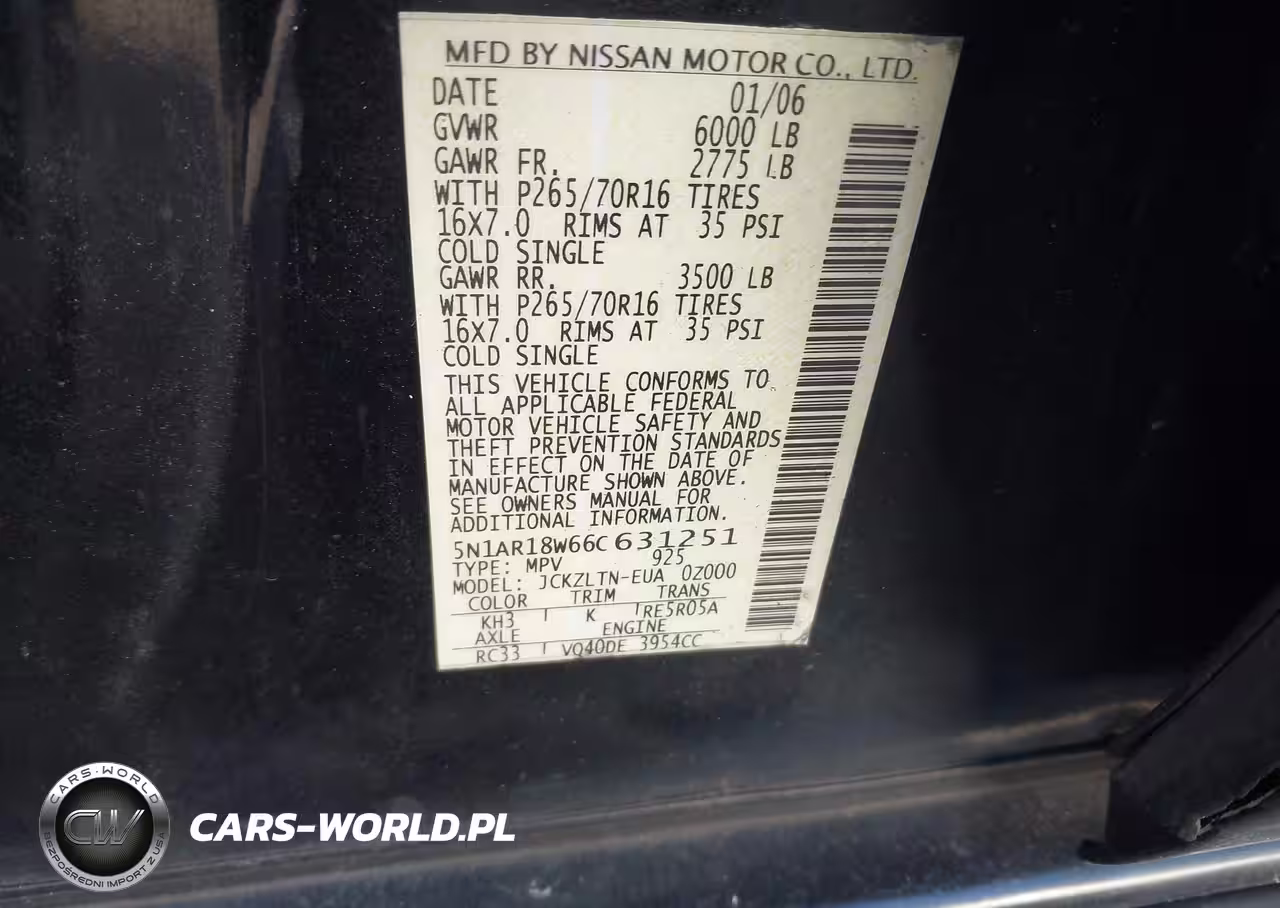 MFD BY NISSAN MOTOR CO., LTD.
DATE 01/06
GVWR 6000 LB
GAWR FR. 2775 LB
WITH P265/70R16 TIRES
16X7.0 RIMS AT 35 PSI
COLD SINGLE
GAWR RR. 3500 LB
WITH P265/70R16 TIRES
16X7.0 RIMS AT 35 PSI
COLD SINGLE
THIS VEHICLE CONFORMS TO
ALL APPLICABLE FEDERAL
MOTOR VEHICLE SAFETY AND
THEFT PREVENTION STANDARDS
IN EFFECT ON THE DATE OF
MANUFACTURE SHOWN ABOVE.
SEE OWNERS MANUAL FOR
ADDITIONAL INFORMATION.
5N1AR18W66C631251
TYPE: MPV 925
MODEL: JCKZLTN-EUA 0Z000
COLOR TRIM TRANS
KH3 K RE5R05A
AXLE ENGINE
RC33 VQ40DE 3954CC
CARS-WORLD
CW
BEZPOŚREDNI IMPORT Z USA
CARS-WORLD.PL